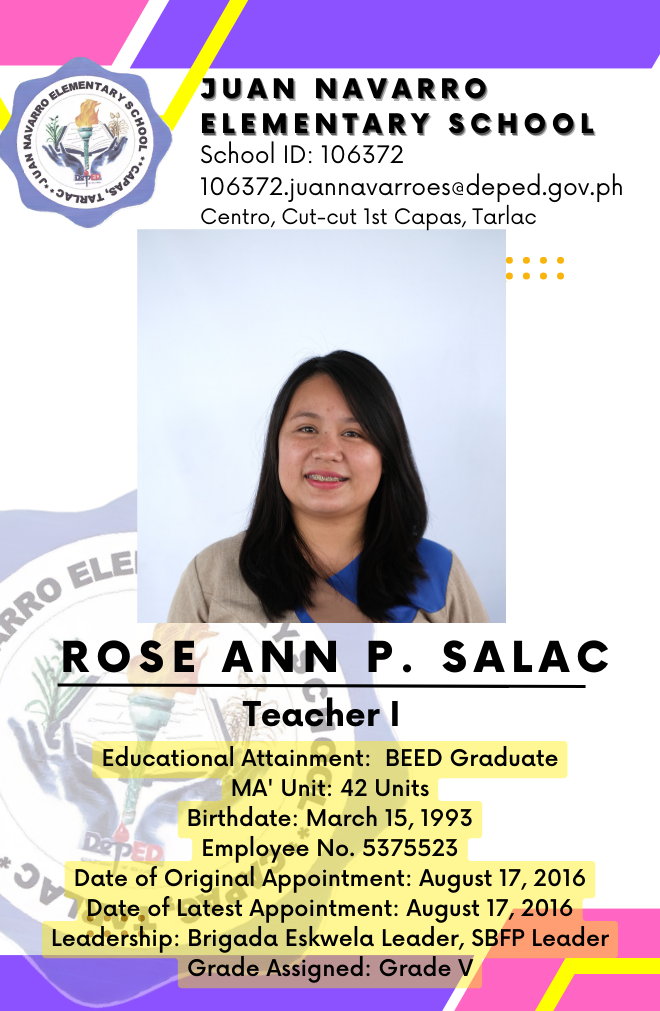 JUAN NAVARRO
ELEMENTARY SCHOOL
School ID: 106372
106372.juannavarroes@deped.gov.ph
Centro, Cut-cut 1st Capas, Tarlac
JUAN NAVARRO ELEMENTARY SCHOOL
* CAPAS, TARLAC *
DepED
ROSE ANN P. SALAC
Teacher I
Educational Attainment:  BEED Graduate
MA' Unit: 42 Units
Birthdate: March 15, 1993
Employee No. 5375523
Date of Original Appointment: August 17, 2016
Date of Latest Appointment: August 17, 2016
Leadership: Brigada Eskwela Leader, SBFP Leader
Grade Assigned: Grade V
DepED